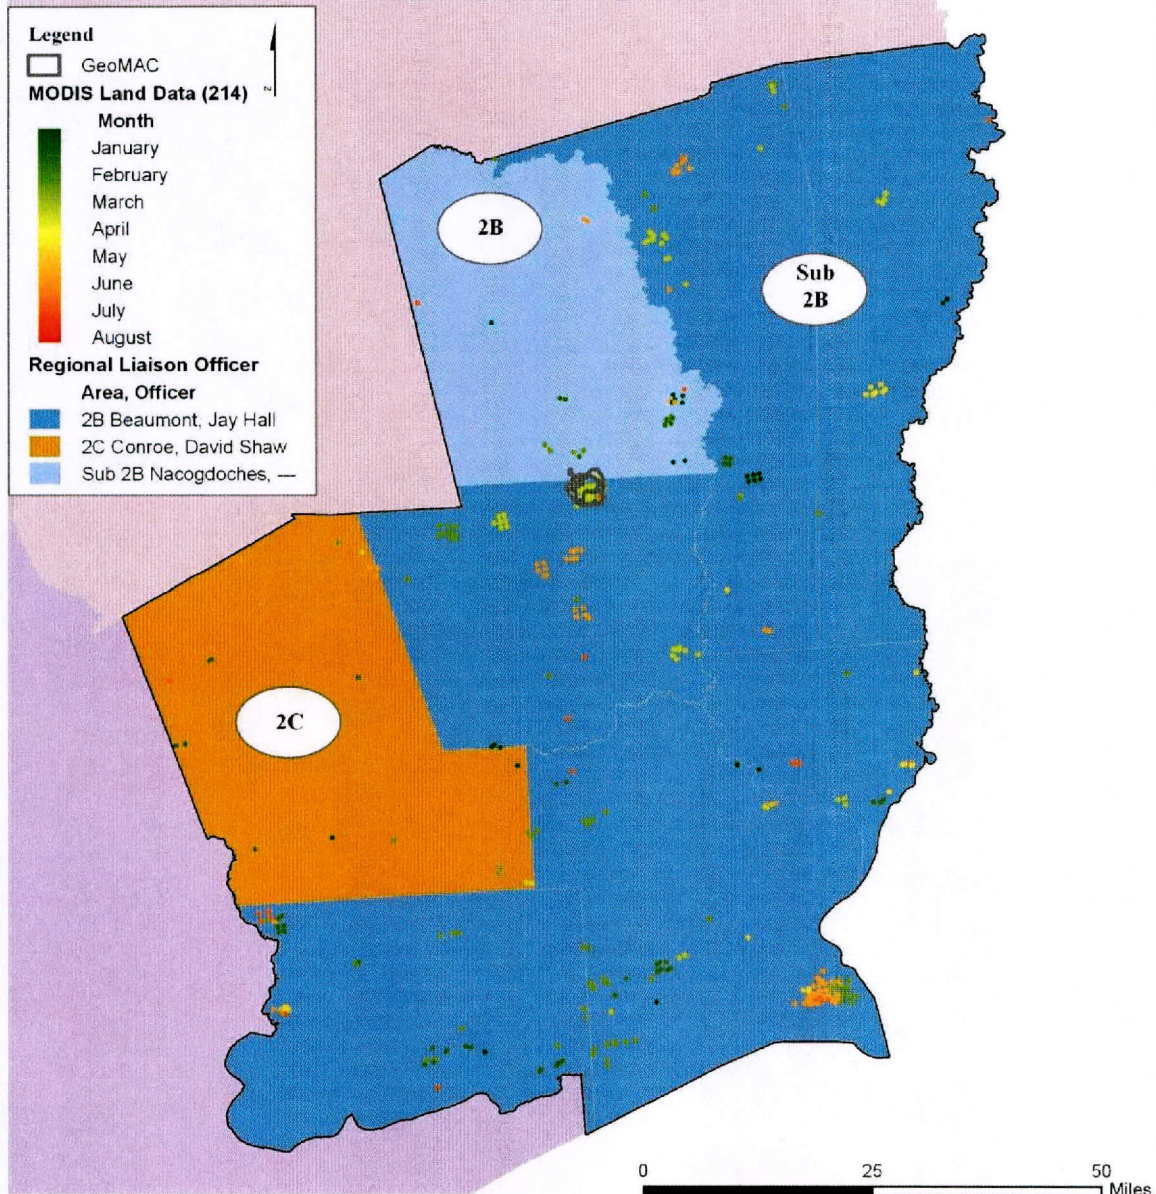 Legend
GeoMAC
N
MODIS Land Data (214)
Month
January
February
March
April
May
June
July
August
Regional Liaison Officer
Area, Officer
2B Beaumont, Jay Hall
2C Conroe, David Shaw
Sub 2B Nacogdoches, —
2B
Sub
2B
2C
0 25 50
Miles